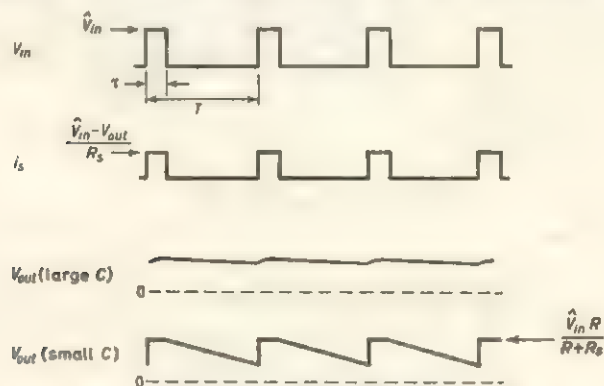 V̂in
Vin
τ
T
V̂in−Vout
Rs
is
Vout (large C)
0
Vout (small C)
V̂in R
R+Rs
0